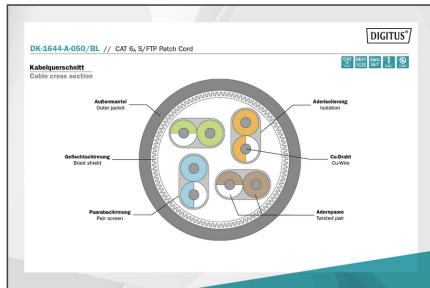 DIGITUS®
DK-1644-A-050/BL // CAT 6A S/FTP Patch Cord
Kabelquerschnitt
Cable cross section
Außenmantel
Outer jacket
Aderisolierung
Isolation
Geflechtschirmung
Braid shield
Cu-Draht
Cu-Wire
Paarabschirmung
Pair screen
Adernpaare
Twisted pair